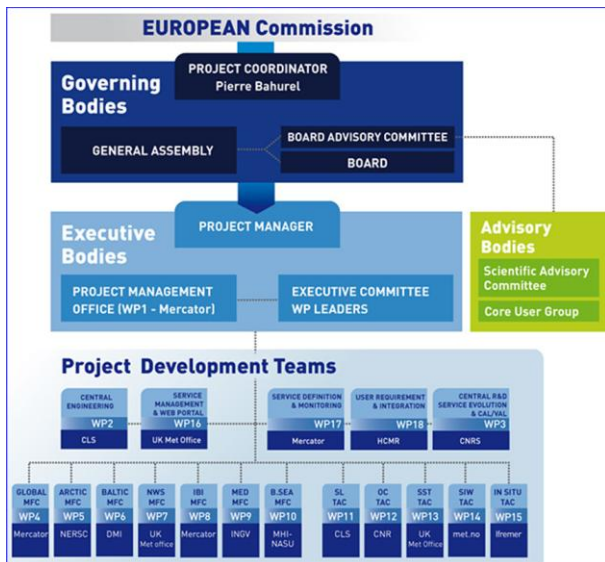 EUROPEAN Commission
PROJECT COORDINATOR
Pierre Bahurel
Governing
Bodies
GENERAL ASSEMBLY
BOARD ADVISORY COMMITTEE
BOARD
PROJECT MANAGER
Executive
Bodies
PROJECT MANAGEMENT
OFFICE (WP1 - Mercator)
EXECUTIVE COMMITTEE
WP LEADERS
Advisory
Bodies
Scientific Advisory
Committee
Core User Group
Project Development Teams
CENTRAL
ENGINEERING
WP2
CLS
SERVICE
MANAGEMENT
& WEB PORTAL
WP16
UK Met Office
SERVICE DEFINITION
& MONITORING
WP17
Mercator
USER REQUIREMENT
& INTEGRATION
WP18
HCMR
CENTRAL R&D
SERVICE EVOLUTION
& CAL/VAL
WP3
CNRS
GLOBAL
MFC
WP4
Mercator
ARCTIC
MFC
WP5
NERSC
BALTIC
MFC
WP6
DMI
NWS
MFC
WP7
UK
Met office
IBI
MFC
WP8
Mercator
MED
MFC
WP9
INGV
B.SEA
MFC
WP10
MHI-
NASU
SL
TAC
WP11
CLS
OC
TAC
WP12
CNR
SST
TAC
WP13
UK
Met Office
SIW
TAC
WP14
met.no
IN SITU
TAC
WP15
Ifremer